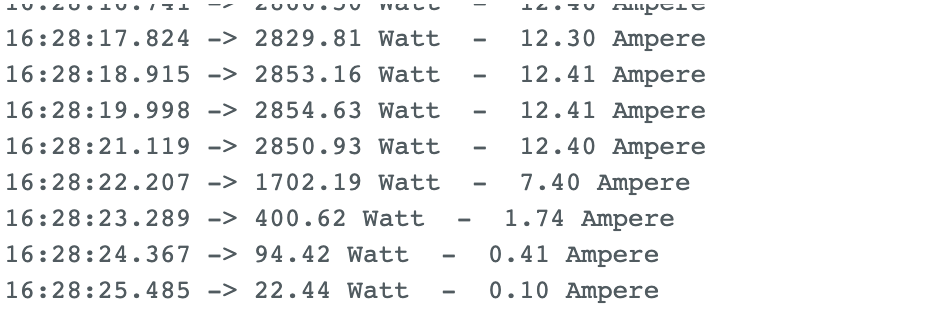 16:28:17.824 -> 2829.81 Watt  -  12.30 Ampere
16:28:18.915 -> 2853.16 Watt  -  12.41 Ampere
16:28:19.998 -> 2854.63 Watt  -  12.41 Ampere
16:28:21.119 -> 2850.93 Watt  -  12.40 Ampere
16:28:22.207 -> 1702.19 Watt  -  7.40 Ampere
16:28:23.289 -> 400.62 Watt  -  1.74 Ampere
16:28:24.367 -> 94.42 Watt  -  0.41 Ampere
16:28:25.485 -> 22.44 Watt  -  0.10 Ampere